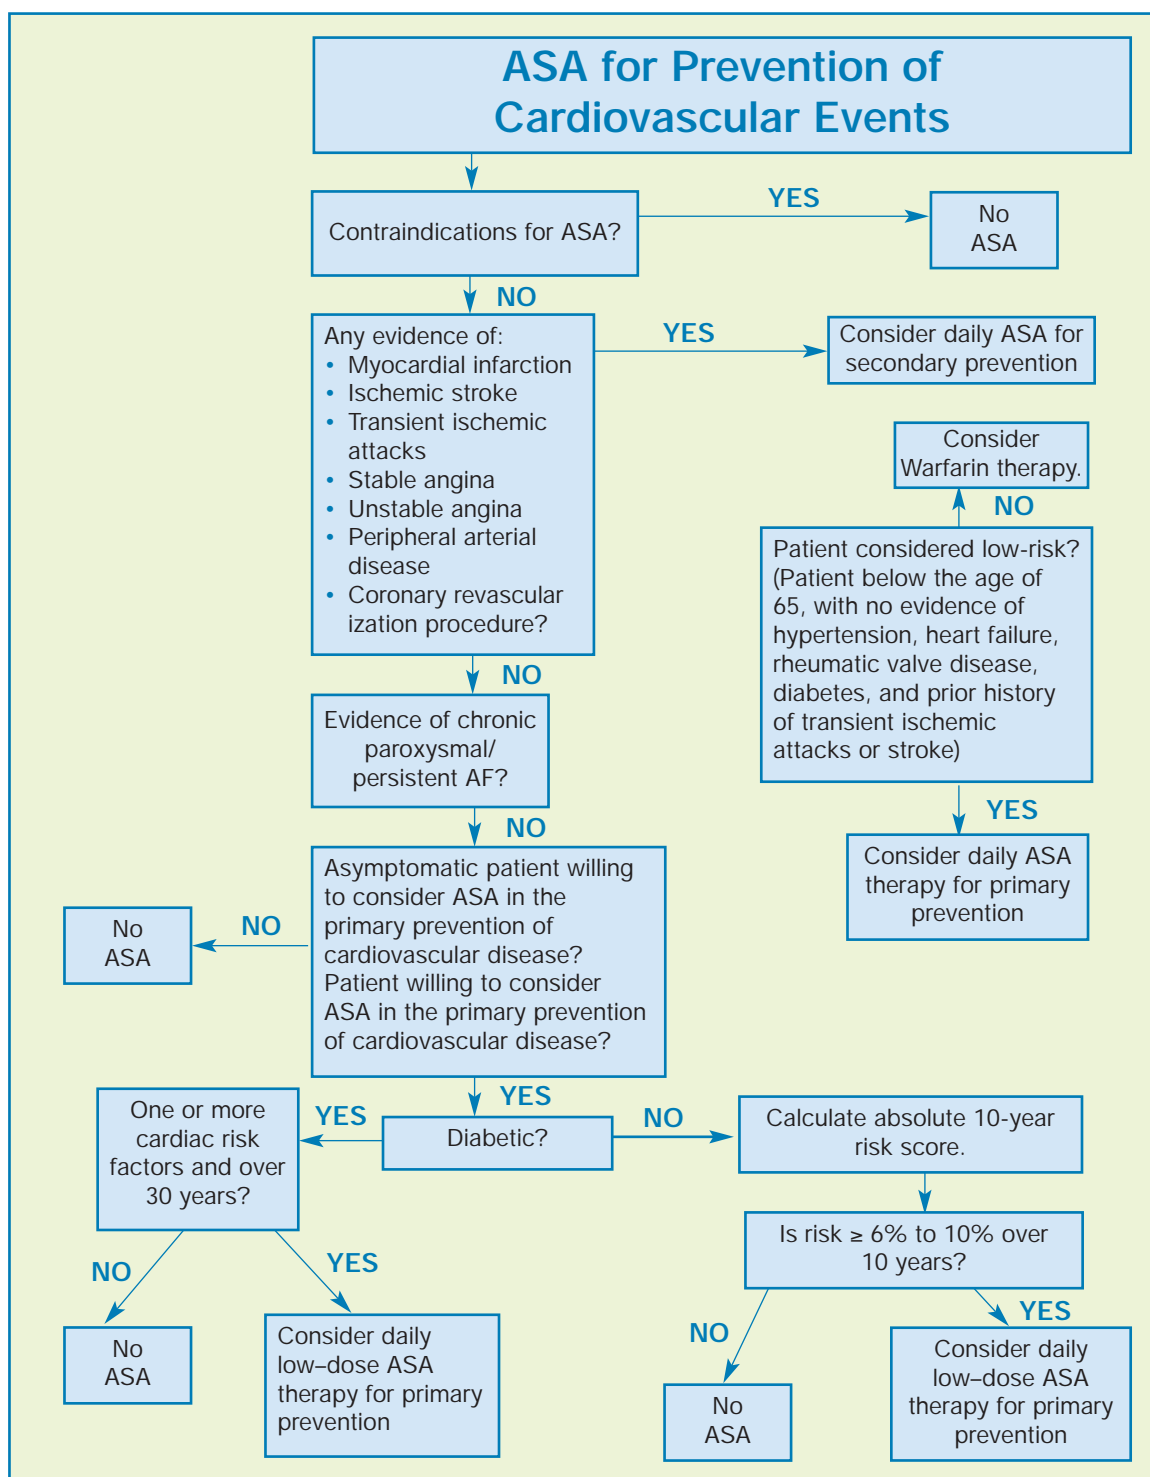 ASA for Prevention of
Cardiovascular Events
Contraindications for ASA?
YES
No
ASA
NO
Any evidence of:
• Myocardial infarction
• Ischemic stroke
• Transient ischemic
attacks
• Stable angina
• Unstable angina
• Peripheral arterial
disease
• Coronary revascular
ization procedure?
YES
Consider daily ASA for
secondary prevention
Consider
Warfarin therapy.
NO
Patient considered low-risk?
(Patient below the age of
65, with no evidence of
hypertension, heart failure,
rheumatic valve disease,
diabetes, and prior history
of transient ischemic
attacks or stroke)
YES
Consider daily ASA
therapy for primary
prevention
NO
Evidence of chronic
paroxysmal/
persistent AF?
NO
Asymptomatic patient willing
to consider ASA in the
primary prevention of
cardiovascular disease?
Patient willing to consider
ASA in the primary prevention
of cardiovascular disease?
NO
No
ASA
YES
Diabetic?
YES
One or more
cardiac risk
factors and over
30 years?
NO
No
ASA
YES
Consider daily
low–dose ASA
therapy for primary
prevention
NO
Calculate absolute 10-year
risk score.
Is risk ≥ 6% to 10% over
10 years?
NO
No
ASA
YES
Consider daily
low–dose ASA
therapy for primary
prevention